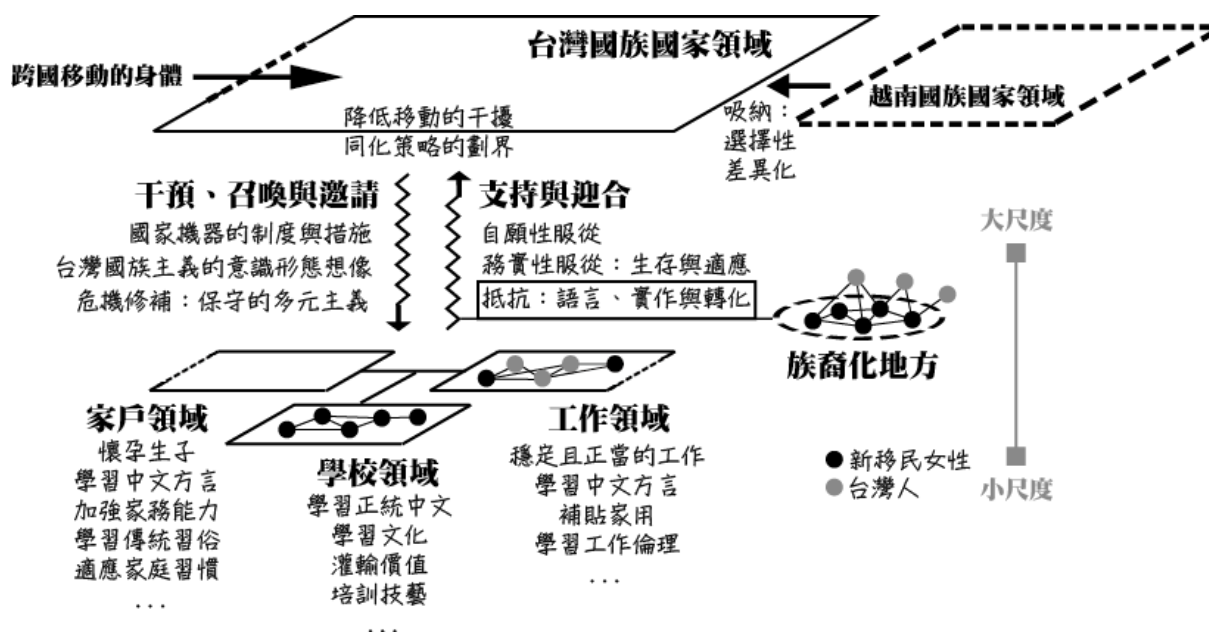 台灣國族國家領域
跨國移動的身體
越南國族國家領域
降低移動的干擾
同化策略的劃界
吸納：
選擇性
差異化
干預、召喚與邀請
國家機器的制度與措施
台灣國族主義的意識形態想像
危機修補：保守的多元主義
支持與迎合
自願性服從
務實性服從：生存與適應
抵抗：語言、實作與轉化
大尺度
族裔化地方
家戶領域
懷孕生子
學習中文方言
加強家務能力
學習傳統習俗
適應家庭習慣
...
學校領域
學習正統中文
學習文化
灌輸價值
培訓技藝
...
工作領域
穩定且正當的工作
學習中文方言
補貼家用
學習工作倫理
...
新移民女性
台灣人
小尺度